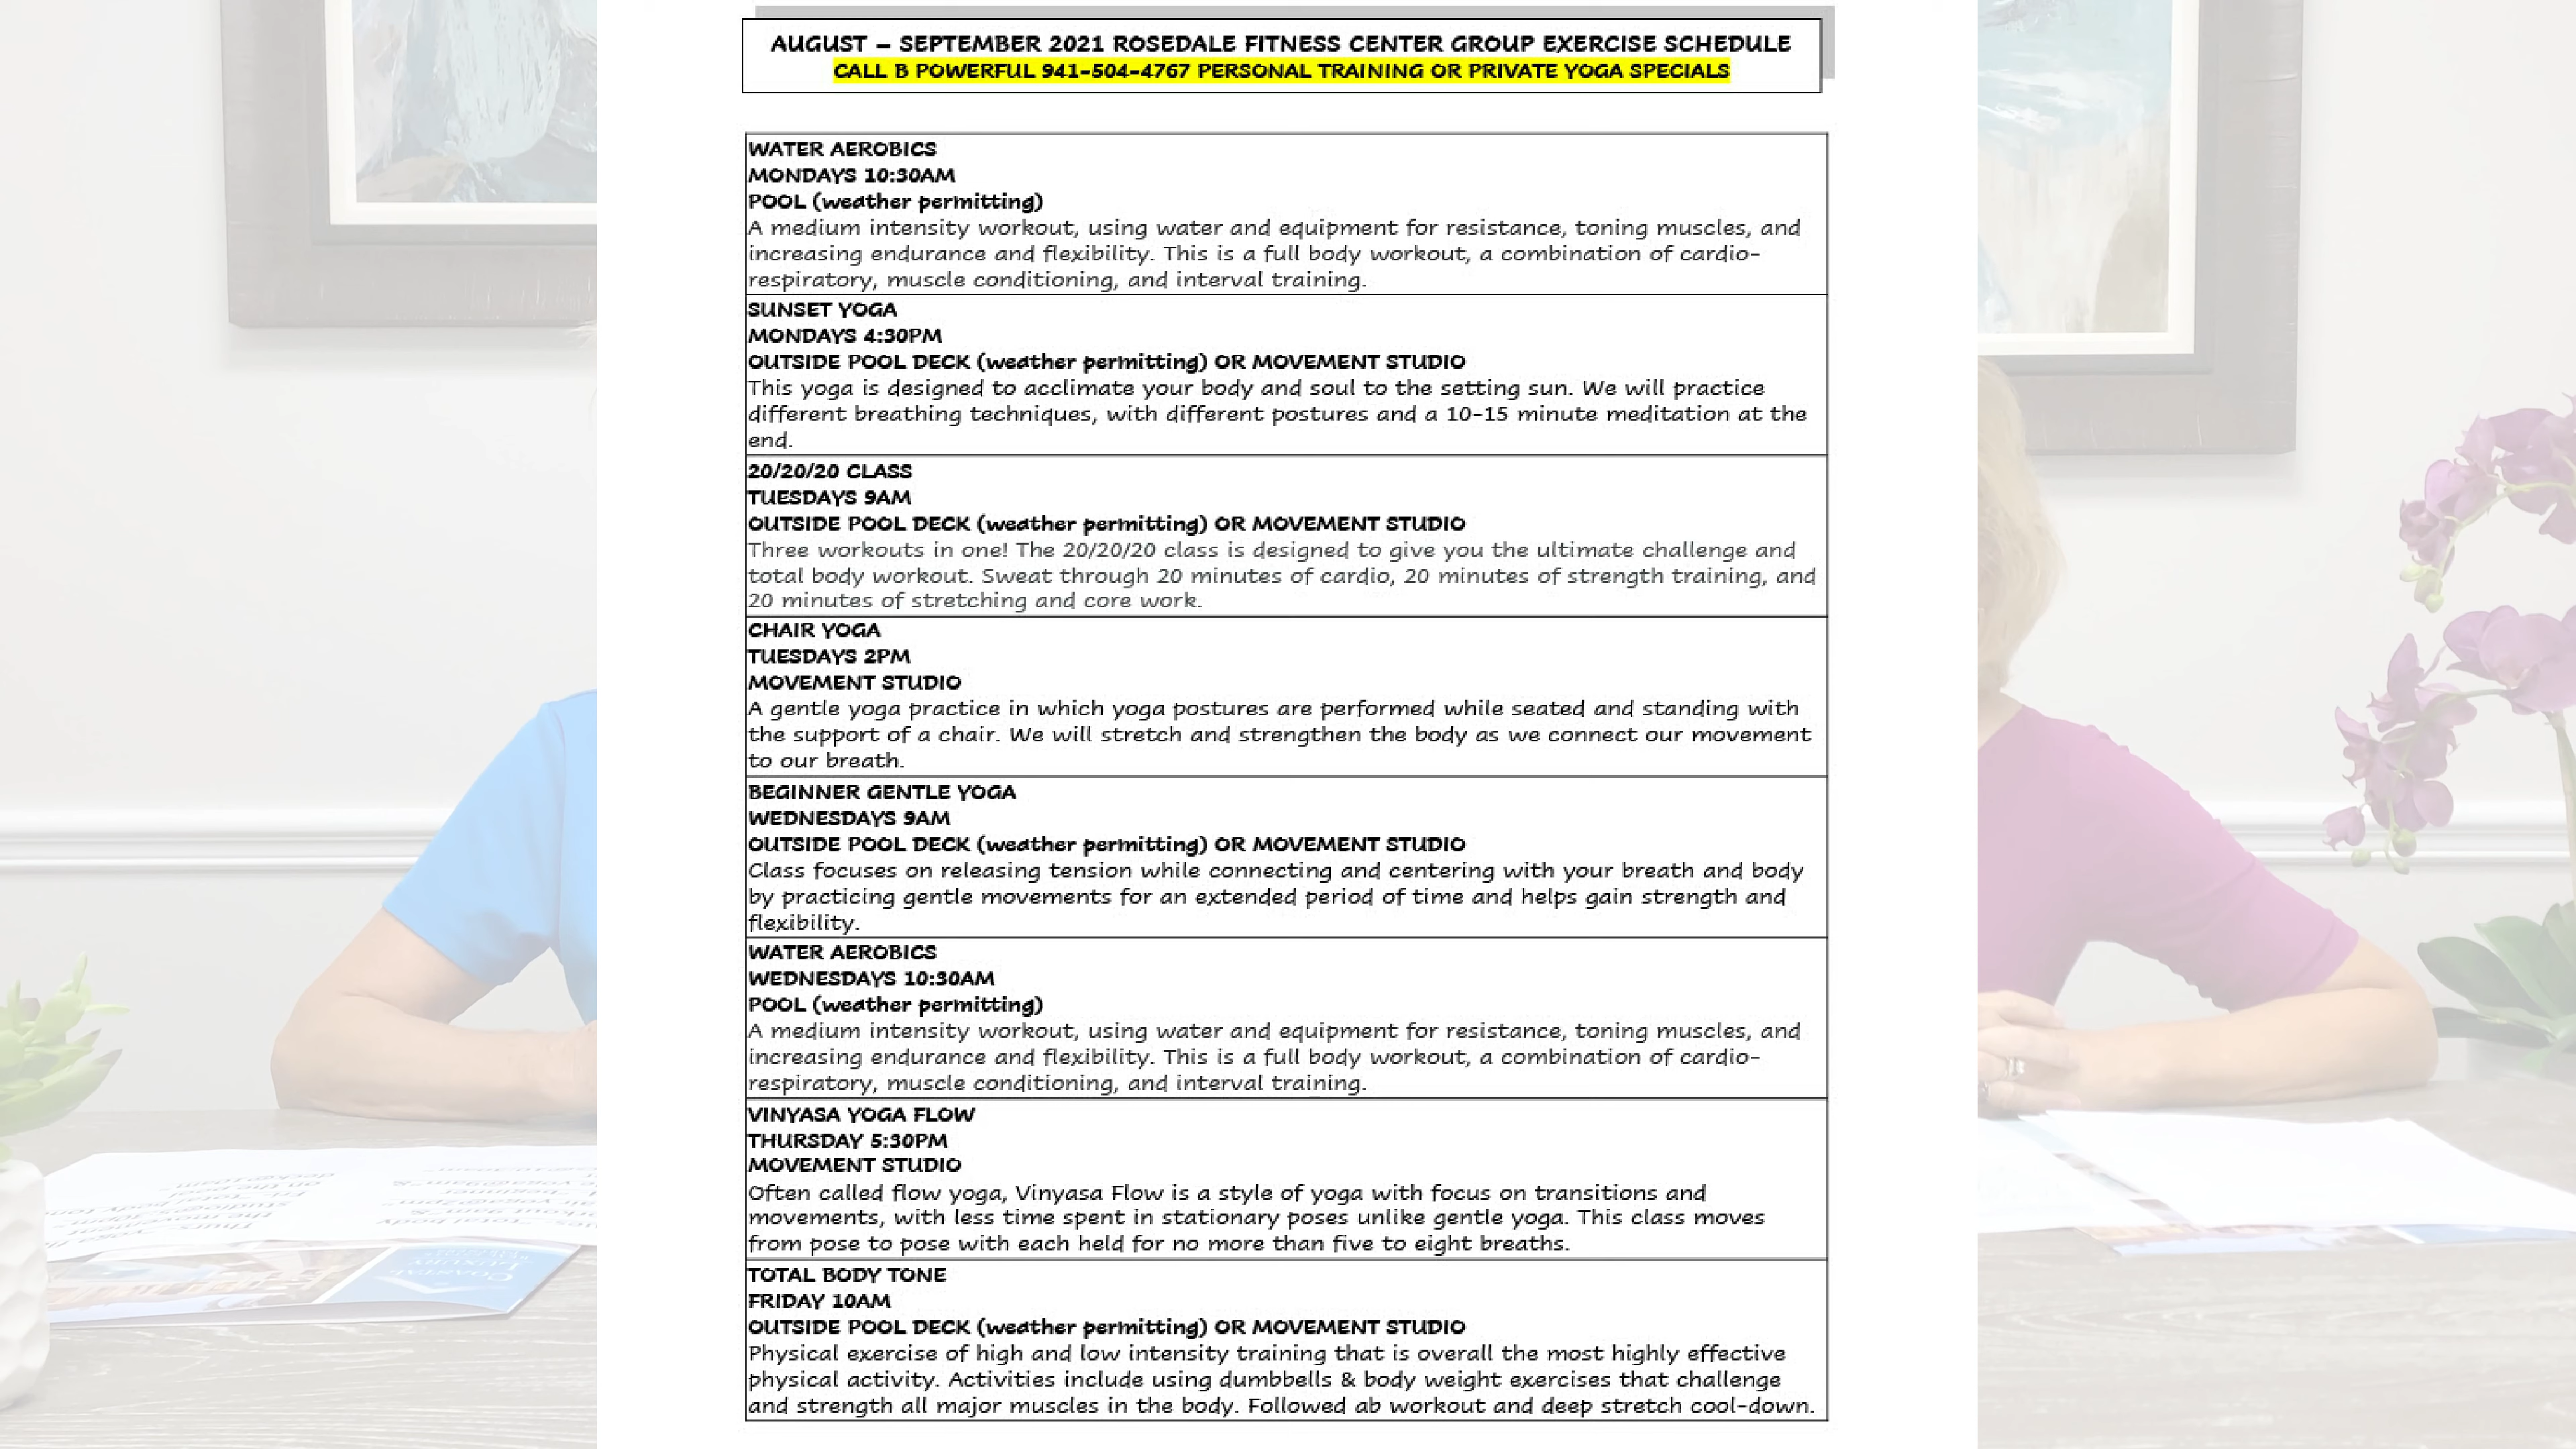 AUGUST – SEPTEMBER 2021 ROSEDALE FITNESS CENTER GROUP EXERCISE SCHEDULE
CALL B POWERFUL 941-504-4767 PERSONAL TRAINING OR PRIVATE YOGA SPECIALS
WATER AEROBICS
MONDAYS 10:30AM
POOL (weather permitting)
A medium intensity workout, using water and equipment for resistance, toning muscles, and
increasing endurance and flexibility. This is a full body workout, a combination of cardio-
respiratory, muscle conditioning, and interval training.
SUNSET YOGA
MONDAYS 4:30PM
OUTSIDE POOL DECK (weather permitting) OR MOVEMENT STUDIO
This yoga is designed to acclimate your body and soul to the setting sun. We will practice
different breathing techniques, with different postures and a 10-15 minute meditation at the
end.
20/20/20 CLASS
TUESDAYS 9AM
OUTSIDE POOL DECK (weather permitting) OR MOVEMENT STUDIO
Three workouts in one! The 20/20/20 class is designed to give you the ultimate challenge and
total body workout. Sweat through 20 minutes of cardio, 20 minutes of strength training, and
20 minutes of stretching and core work.
CHAIR YOGA
TUESDAYS 2PM
MOVEMENT STUDIO
A gentle yoga practice in which yoga postures are performed while seated and standing with
the support of a chair. We will stretch and strengthen the body as we connect our movement
to our breath.
BEGINNER GENTLE YOGA
WEDNESDAYS 9AM
OUTSIDE POOL DECK (weather permitting) OR MOVEMENT STUDIO
Class focuses on releasing tension while connecting and centering with your breath and body
by practicing gentle movements for an extended period of time and helps gain strength and
flexibility.
WATER AEROBICS
WEDNESDAYS 10:30AM
POOL (weather permitting)
A medium intensity workout, using water and equipment for resistance, toning muscles, and
increasing endurance and flexibility. This is a full body workout, a combination of cardio-
respiratory, muscle conditioning, and interval training.
VINYASA YOGA FLOW
THURSDAY 5:30PM
MOVEMENT STUDIO
Often called flow yoga, Vinyasa Flow is a style of yoga with focus on transitions and
movements, with less time spent in stationary poses unlike gentle yoga. This class moves
from pose to pose with each held for no more than five to eight breaths.
TOTAL BODY TONE
FRIDAY 10AM
OUTSIDE POOL DECK (weather permitting) OR MOVEMENT STUDIO
Physical exercise of high and low intensity training that is overall the most highly effective
physical activity. Activities include using dumbbells & body weight exercises that challenge
and strength all major muscles in the body. Followed ab workout and deep stretch cool-down.